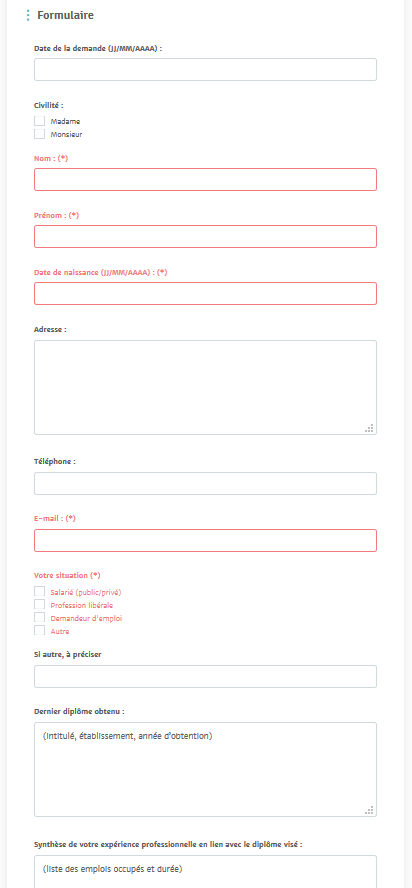 Formulaire
Date de la demande (JJ/MM/AAAA) :
Civilité :
Madame
Monsieur
Nom : (*)
Prénom : (*)
Date de naissance (JJ/MM/AAAA) : (*)
Adresse :
Téléphone :
E-mail : (*)
Votre situation (*)
Salarié (public/privé)
Profession libérale
Demandeur d'emploi
Autre
Si autre, à préciser
Dernier diplôme obtenu :
(Intitulé, établissement, année d'obtention)
Synthèse de votre expérience professionnelle en lien avec le diplôme visé :
(liste des emplois occupés et durée)